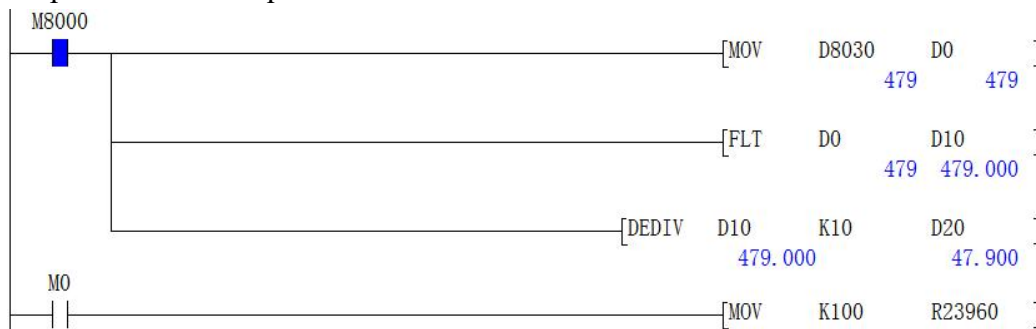 M8000
[MOV D8030 D0 ]
479 479
[FLT D0 D10 ]
479 479.000
[DEDIV D10 K10 D20 ]
479.000 47.900
M0
[MOV K100 R23960 ]